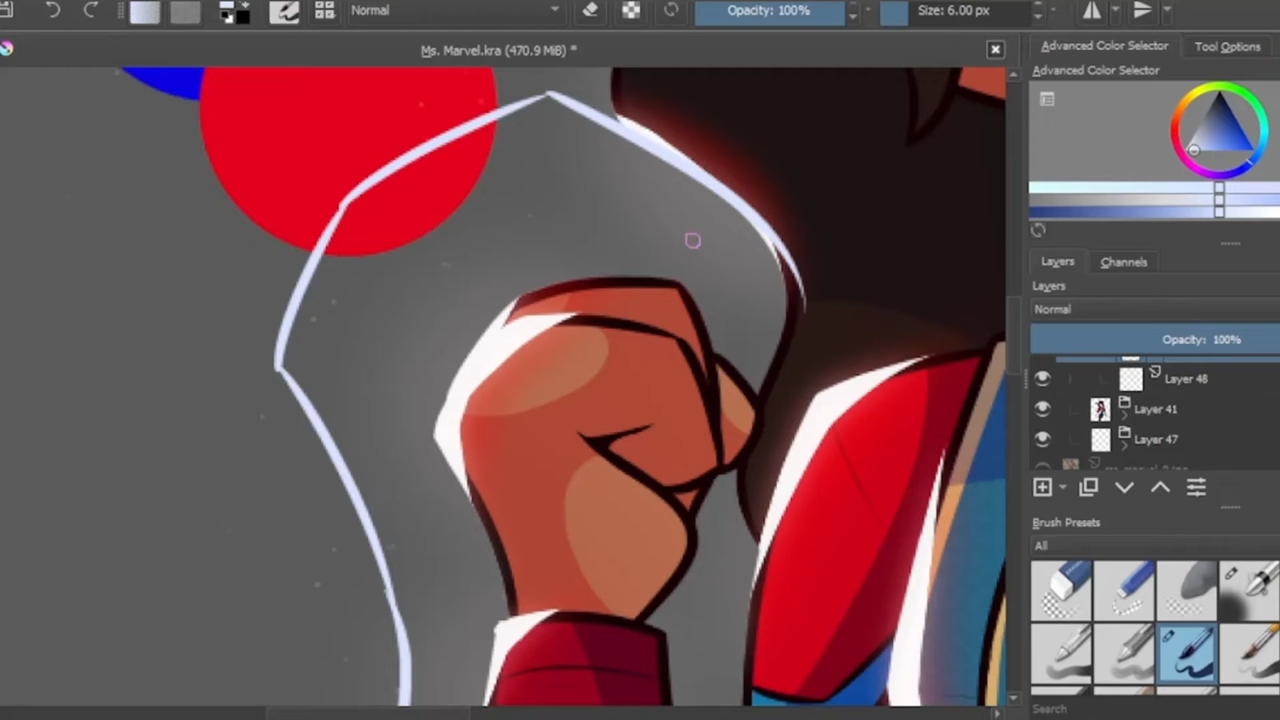 Normal
Opacity: 100%
Size: 6.00 px
Ms. Marvel.kra (470.9 MiB) *
Advanced Color Selector
Tool Options
Advanced Color Selector
Layers
Channels
Layers
Normal
Opacity: 100%
Layer 48
Layer 41
Layer 47
Brush Presets
All
Search